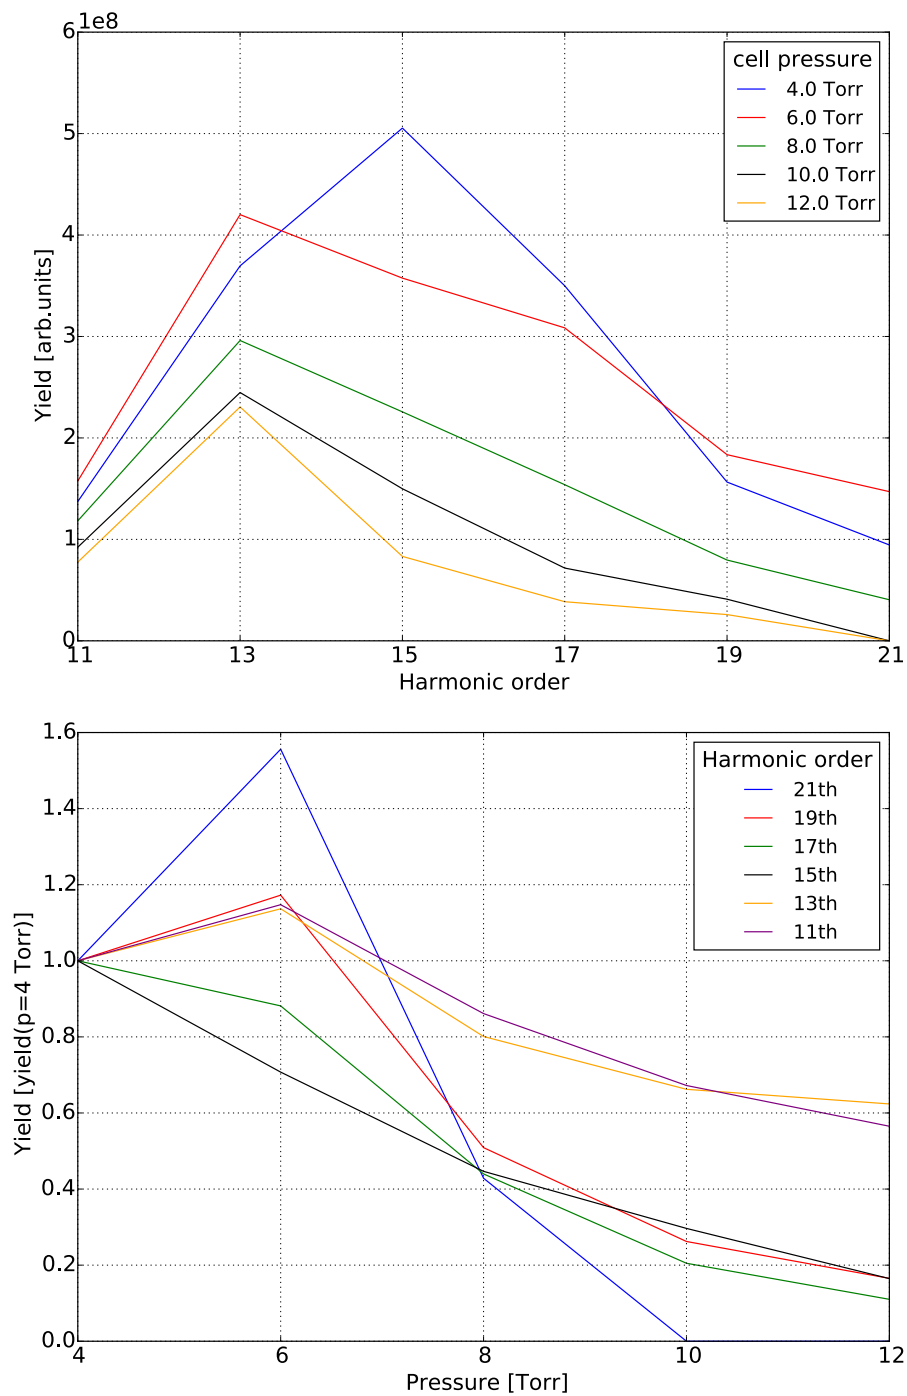 1e8
6
5
4
3
2
1
0
Yield [arb.units]
cell pressure
4.0 Torr
6.0 Torr
8.0 Torr
10.0 Torr
12.0 Torr
11 13 15 17 19 21
Harmonic order
1.6
1.4
1.2
1.0
0.8
0.6
0.4
0.2
0.0
Yield [yield(p=4 Torr)]
Harmonic order
21th
19th
17th
15th
13th
11th
4 6 8 10 12
Pressure [Torr]